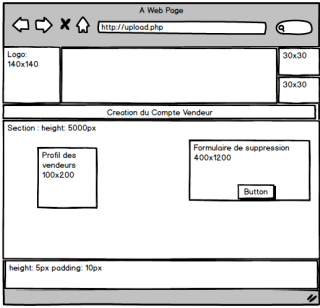 A Web Page
http://upload.php
Logo:
140x140
30x30
30x30
Creation du Compte Vendeur
Section : height: 5000px
Profil des
vendeurs
100x200
Formulaire de suppression
400x1200
Button
height: 5px padding: 10px